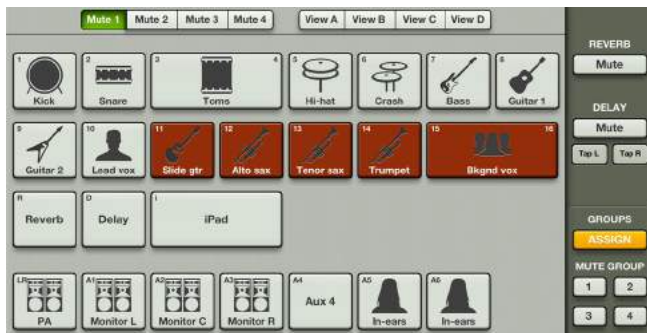 Mute 1 Mute 2 Mute 3 Mute 4 View A View B View C View D
REVERB
Mute
1 2 3 4 5 6 7 8
Kick Snare Toms Hi-hat Crash Bass Guitar 1
DELAY
Mute
Tap L Tap R
9 10 11 12 13 14 15 16
Guitar 2 Lead vox Slide gtr Alto sax Tenor sax Trumpet Bkgnd vox
R D i
Reverb Delay iPad
GROUPS
ASSIGN
MUTE GROUP
1 2
3 4
LR A1 A2 A3 A4 A5 A6
PA Monitor L Monitor C Monitor R Aux 4 In-ears In-ears